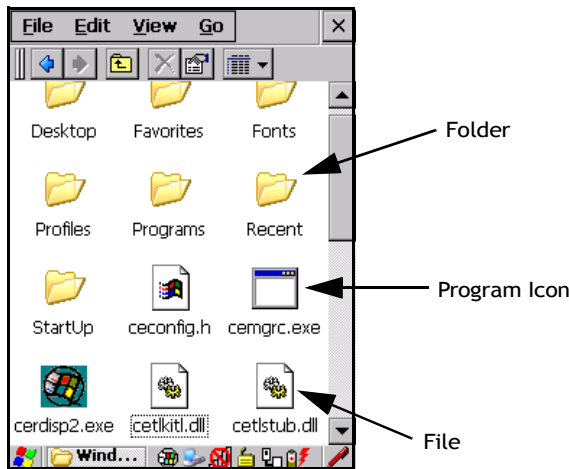 File Edit View Go
Desktop Favorites Fonts
Folder
Profiles Programs Recent
Program Icon
StartUp ceconfig.h cemgrc.exe
cerdisp2.exe cetlkitl.dll cetlstub.dll
File
Wind...